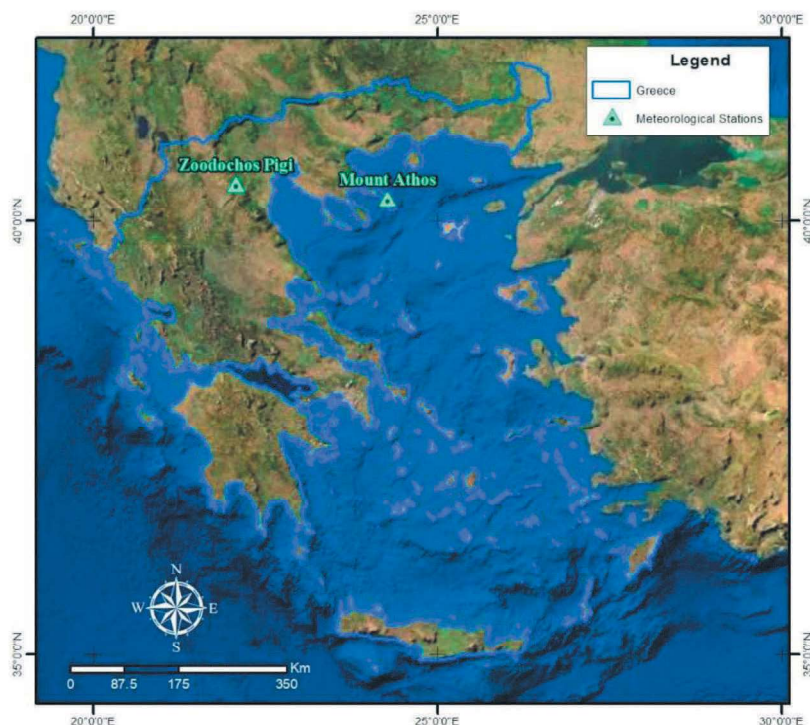 20°0'0"E 25°0'0"E 30°0'0"E
Legend
Greece
Meteorological Stations
Zoodochos Pigi
Mount Athos
40°0'0"N 40°0'0"N
N
W E
S
Km
0 87.5 175 350
35°0'0"N 35°0'0"N
20°0'0"E 25°0'0"E 30°0'0"E